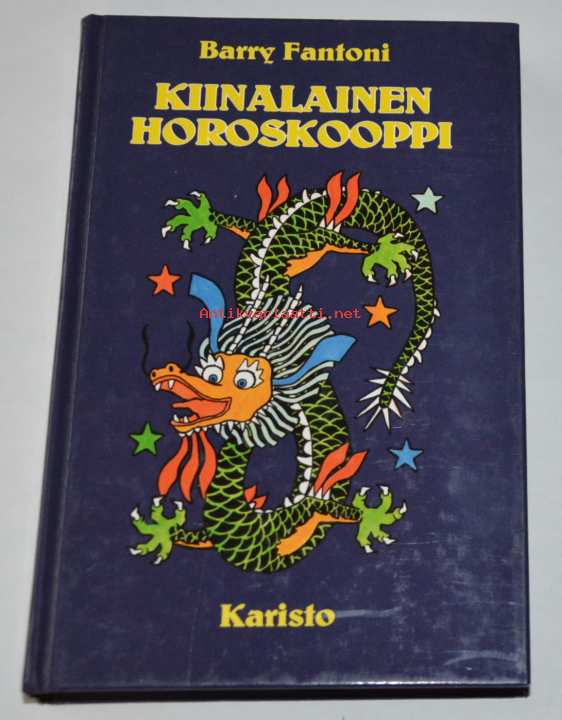 Barry Fantoni
KIINALAINEN
HOROSKOOPPI
Antikvariaatti.net
Karisto